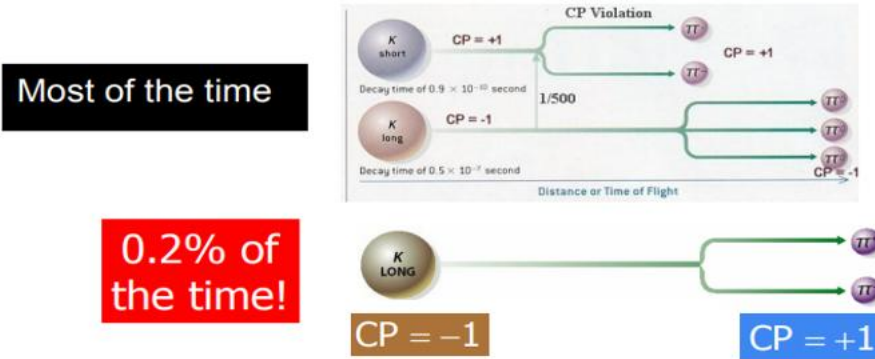 CP Violation
K
short
CP = +1
π
CP = +1
π
Most of the time
Decay time of 0.9 × 10⁻¹⁰ second
1/500
K
long
CP = -1
π
π
π
CP = -1
Decay time of 0.5 × 10⁻⁷ second
Distance or Time of Flight
0.2% of
the time!
K
LONG
π
π
CP = −1
CP = +1